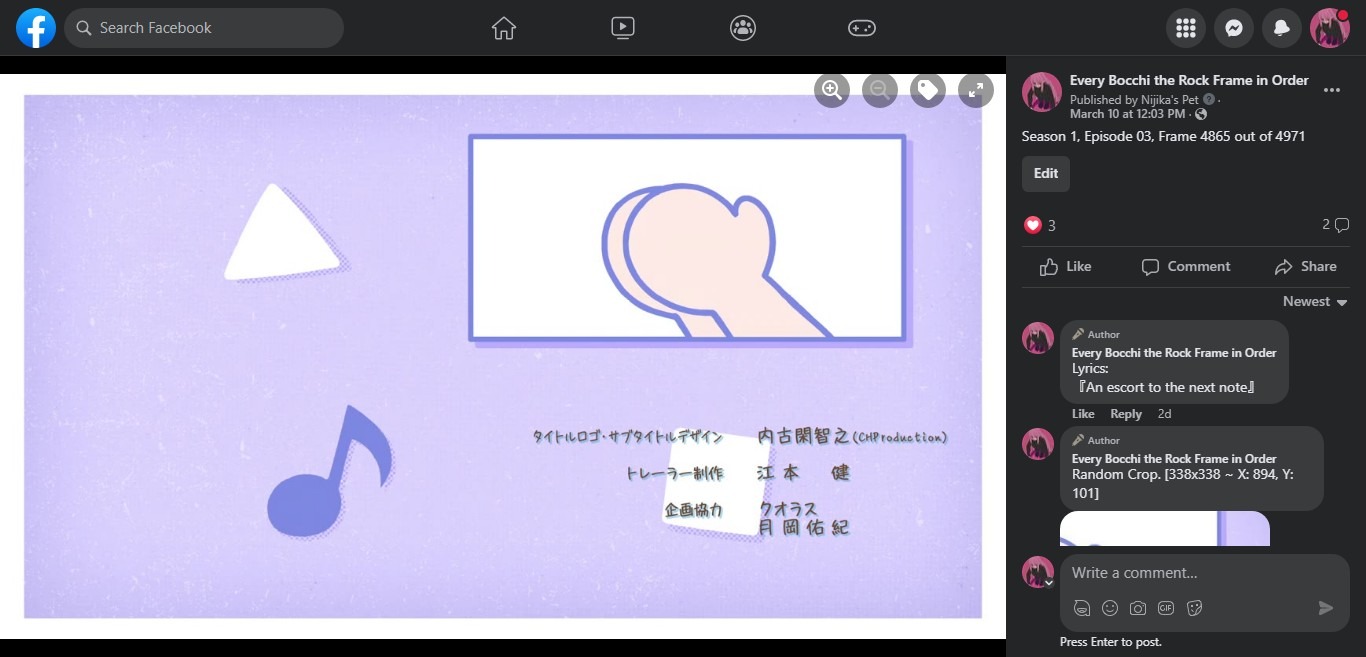 Search Facebook
タイトルロゴ・サブタイトルデザイン 内古閑智之(CHProduction)
トレーラー制作 江本 健
企画協力 クオラス
月岡佑紀
Every Bocchi the Rock Frame in Order
Published by Nijika's Pet ·
March 10 at 12:03 PM ·
Season 1, Episode 03, Frame 4865 out of 4971
Edit
3
2
Like Comment Share
Newest
Author
Every Bocchi the Rock Frame in Order
Lyrics:
『An escort to the next note』
Like Reply 2d
Author
Every Bocchi the Rock Frame in Order
Random Crop. [338x338 ~ X: 894, Y:
101]
Write a comment...
GIF
Press Enter to post.